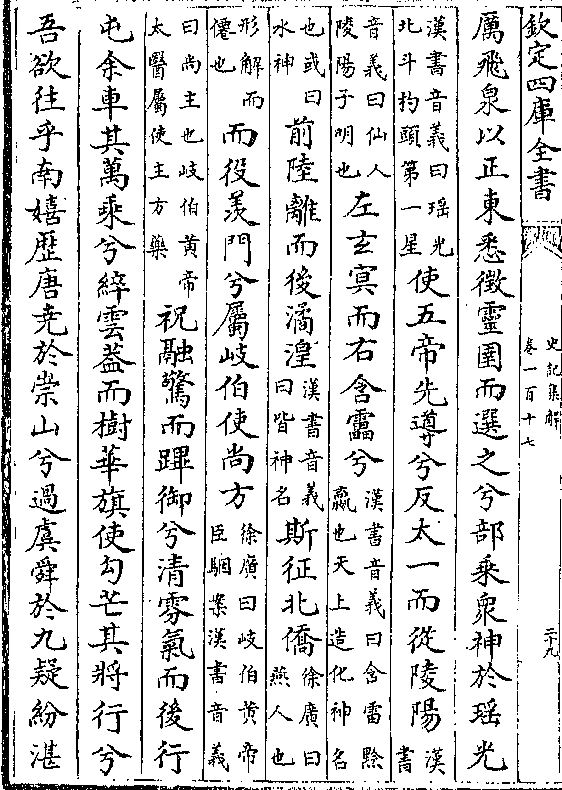 欽定四庫全書
史記集解
卷一百十七
二十九
厲飛泉以正東悉徵靈圉而選之兮部乘衆神於瑤光
漢書音義曰瑤光北斗杓頭第一星使五帝先導兮反太一而從陵陽漢書
音義曰仙人陵陽子明也左玄冥而右含靁兮漢書音義曰含雷黔嬴也天上造化神名
也或曰水神前陸離而後潏湟漢書音義曰皆神名斯征北僑徐廣曰燕人也
形解而僊也而役羨門兮屬岐伯使尚方徐廣曰岐伯黄帝臣駰案漢書音義
曰尚主也岐伯黄帝太醫屬使主方藥祝融驚而蹕御兮清雰氣而後行
屯余車其萬乘兮綷雲蓋而樹華旗使勾芒其將行兮
吾欲往乎南嬉歴唐堯於崇山兮過虞舜於九疑紛湛